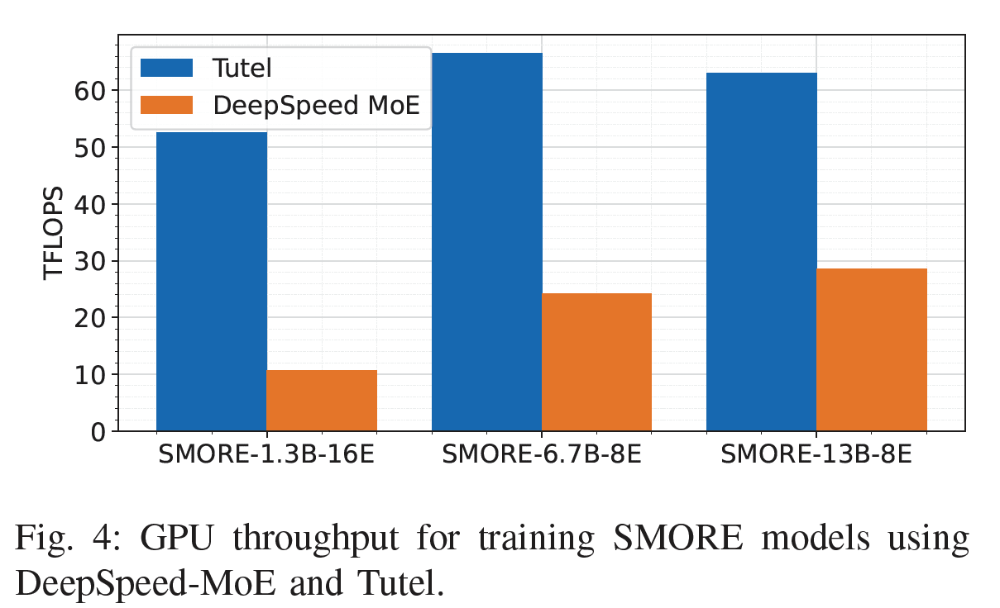 Tutel
DeepSpeed MoE
TFLOPS
60
50
40
30
20
10
0
SMORE-1.3B-16E SMORE-6.7B-8E SMORE-13B-8E
Fig. 4: GPU throughput for training SMORE models using
DeepSpeed-MoE and Tutel.